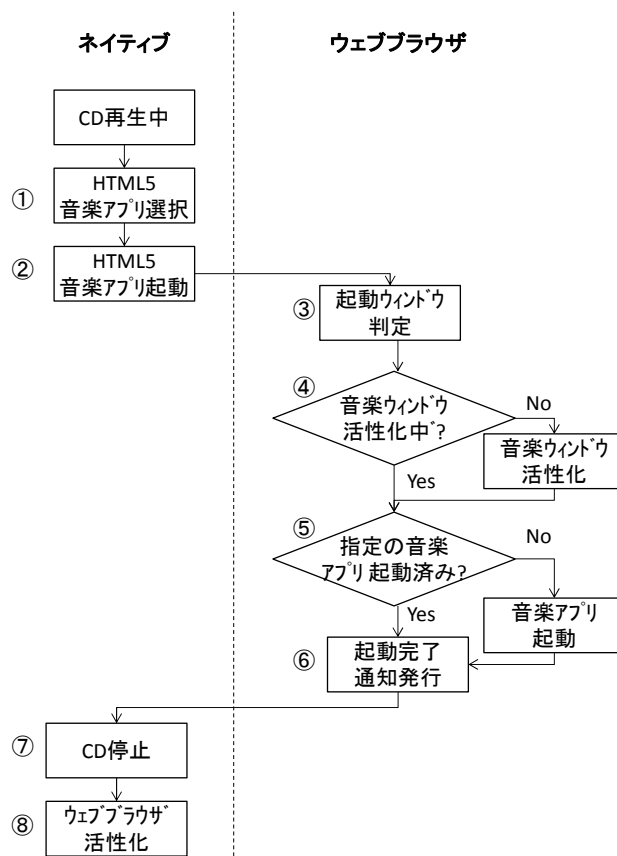 ネイティブ
ウェブブラウザ
CD再生中
①
HTML5
音楽アプリ選択
②
HTML5
音楽アプリ起動
③
起動ウィンドウ
判定
④
音楽ウィンドウ
活性化中?
No
音楽ウィンドウ
活性化
Yes
⑤
指定の音楽
アプリ起動済み?
No
音楽アプリ
起動
Yes
⑥
起動完了
通知発行
⑦
CD停止
⑧
ウェブブラウザ
活性化